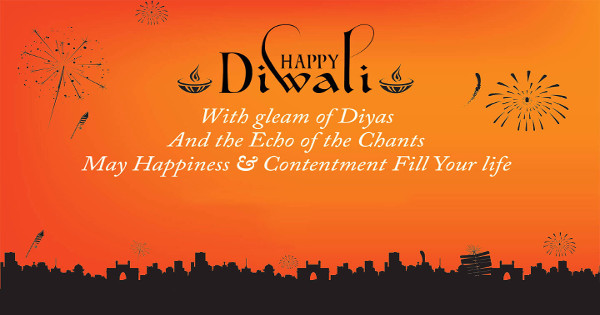 HAPPY
Diwali
With gleam of Diyas
And the Echo of the Chants
May Happiness & Contentment Fill Your life